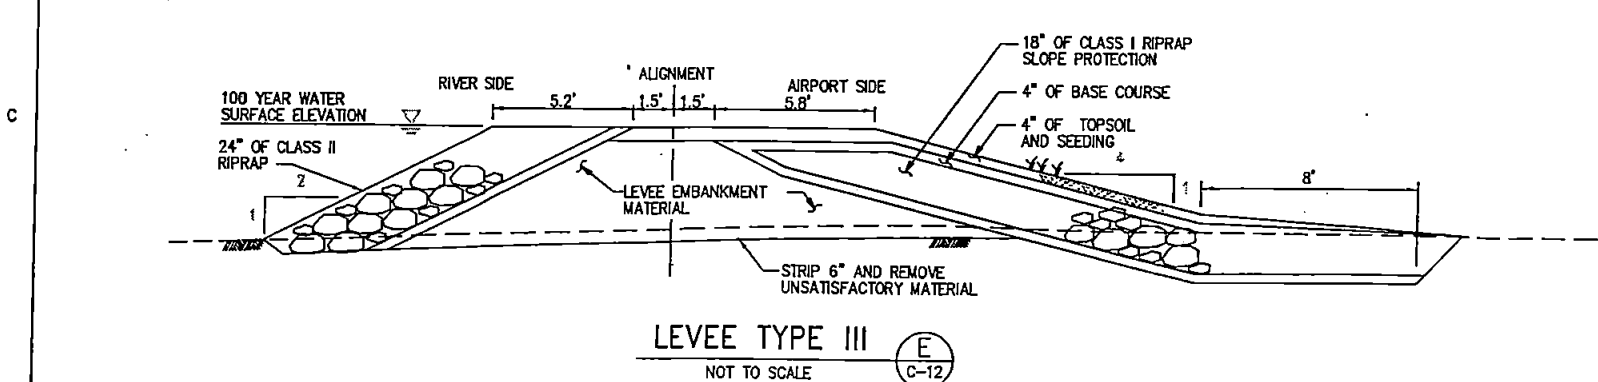 C
RIVER SIDE
ALIGNMENT
AIRPORT SIDE
5.2'
1.5'
1.5'
5.8'
100 YEAR WATER
SURFACE ELEVATION
24" OF CLASS II
RIPRAP
2
1
LEVEE EMBANKMENT
MATERIAL
18" OF CLASS I RIPRAP
SLOPE PROTECTION
4" OF BASE COURSE
4" OF TOPSOIL
AND SEEDING
4
1
8'
STRIP 6" AND REMOVE
UNSATISFACTORY MATERIAL
LEVEE TYPE III
NOT TO SCALE
E
C-12